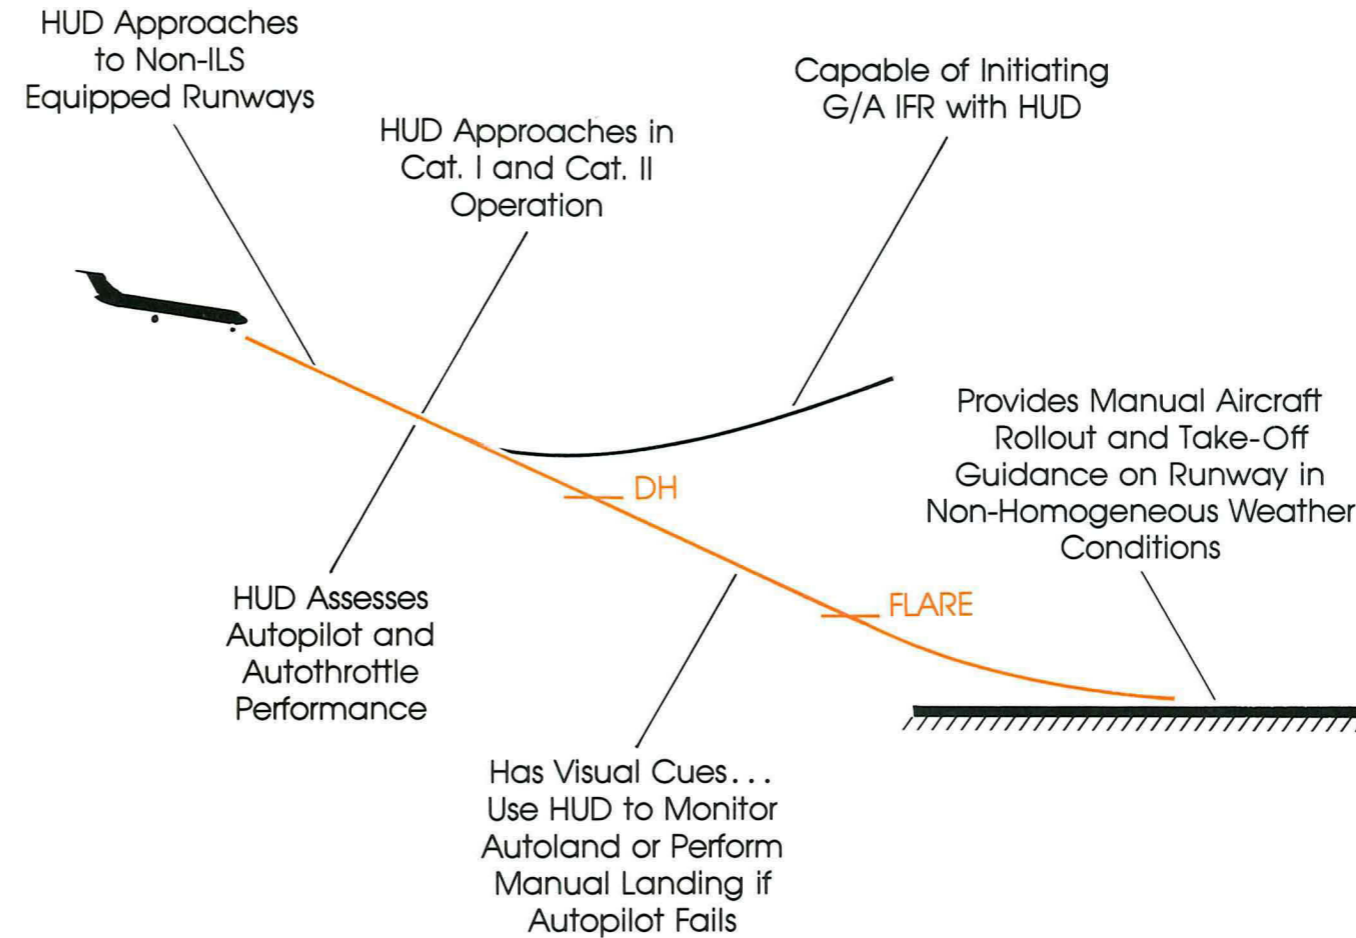 HUD Approaches
to Non-ILS
Equipped Runways
HUD Approaches in
Cat. I and Cat. II
Operation
Capable of Initiating
G/A IFR with HUD
Provides Manual Aircraft
Rollout and Take-Off
Guidance on Runway in
Non-Homogeneous Weather
Conditions
DH
FLARE
HUD Assesses
Autopilot and
Autothrottle
Performance
Has Visual Cues...
Use HUD to Monitor
Autoland or Perform
Manual Landing if
Autopilot Fails